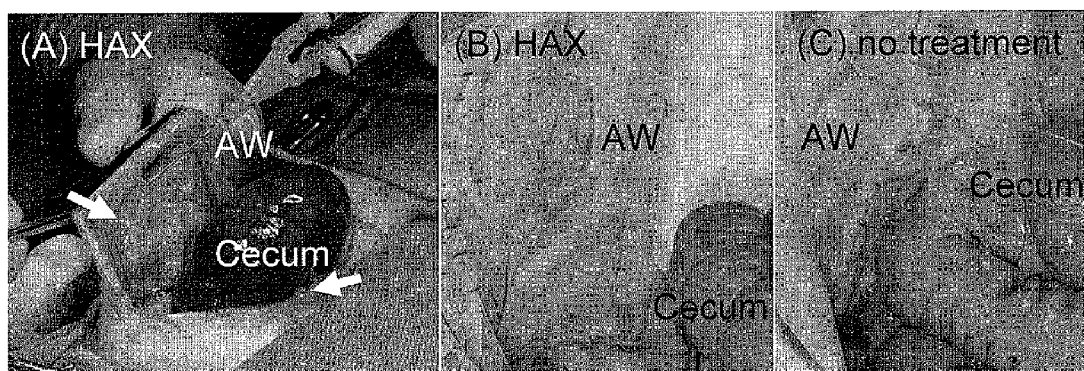 (A) HAX
AW
Cecum
(B) HAX
AW
Cecum
(C) no treatment
AW
Cecum